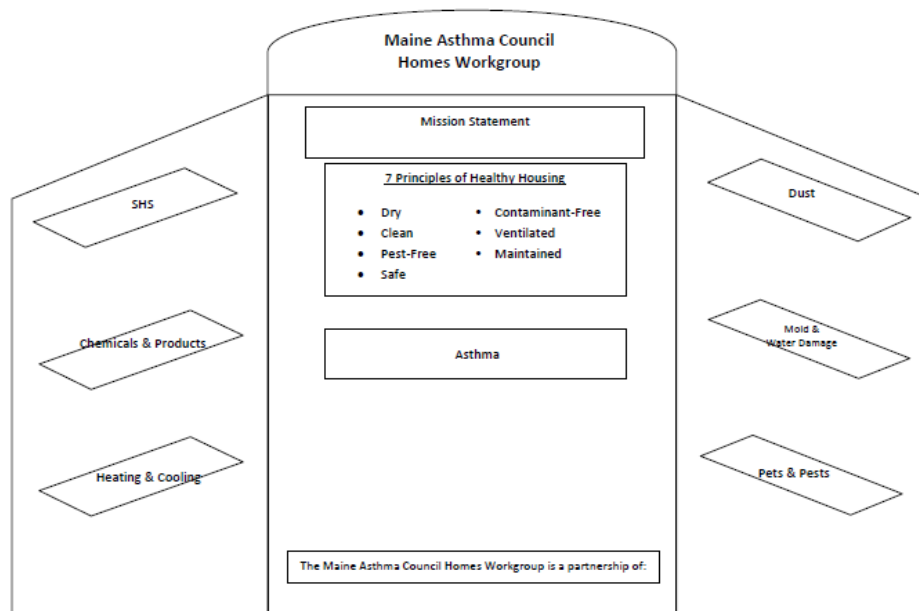 Maine Asthma Council
Homes Workgroup
Mission Statement
7 Principles of Healthy Housing
• Dry
• Clean
• Pest-Free
• Safe
• Contaminant-Free
• Ventilated
• Maintained
Asthma
The Maine Asthma Council Homes Workgroup is a partnership of:
SHS
Chemicals & Products
Heating & Cooling
Dust
Mold &
Water Damage
Pets & Pests